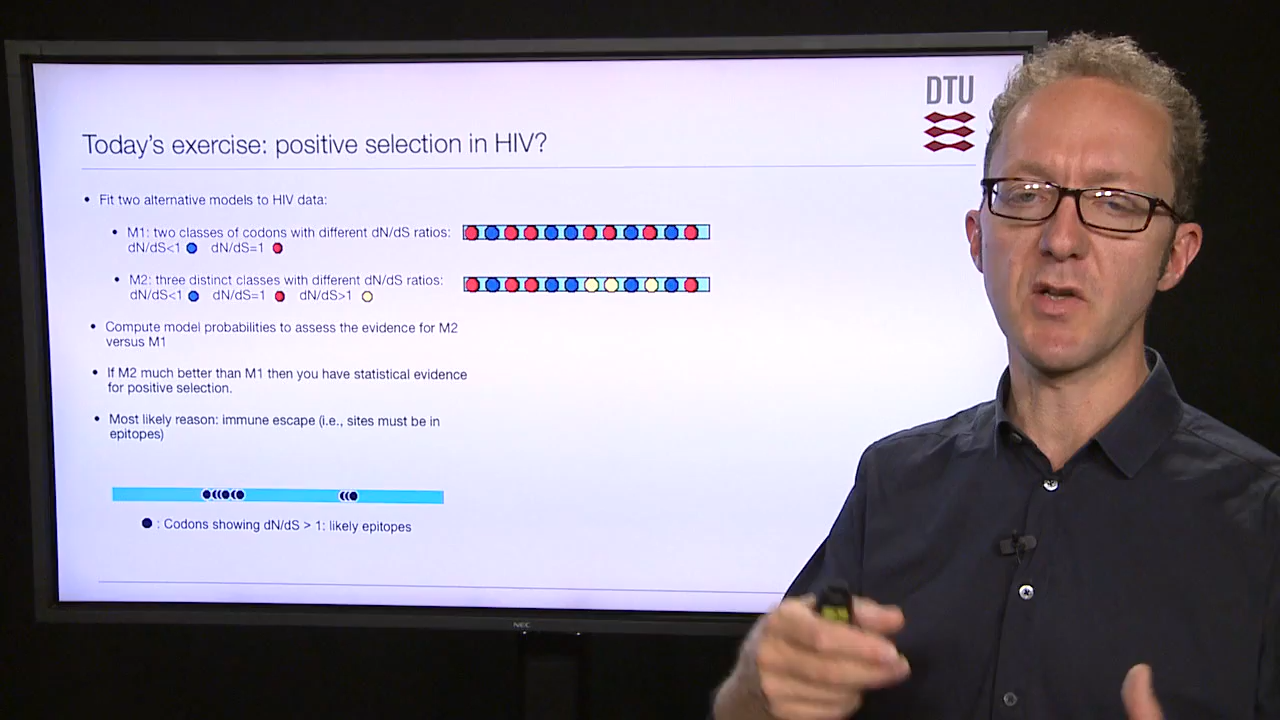 DTU
Today's exercise: positive selection in HIV?
• Fit two alternative models to HIV data:
• M1: two classes of codons with different dN/dS ratios:
dN/dS<1 dN/dS=1
• M2: three distinct classes with different dN/dS ratios:
dN/dS<1 dN/dS=1 dN/dS>1
• Compute model probabilities to assess the evidence for M2
versus M1
• If M2 much better than M1 then you have statistical evidence
for positive selection.
• Most likely reason: immune escape (i.e., sites must be in
epitopes)
: Codons showing dN/dS > 1: likely epitopes
NEC